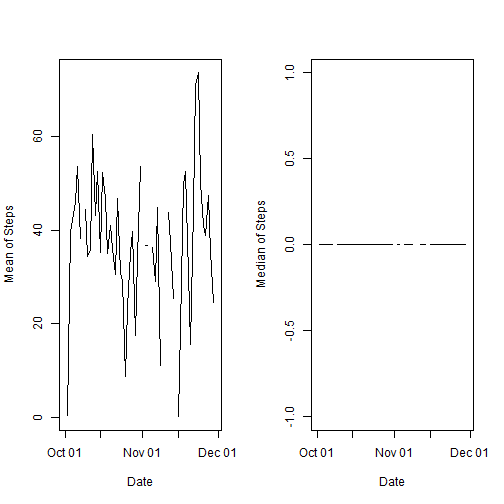 Mean of Steps
60
40
20
0
Oct 01
Nov 01
Dec 01
Date
Median of Steps
1.0
0.5
0.0
-0.5
-1.0
Oct 01
Nov 01
Dec 01
Date